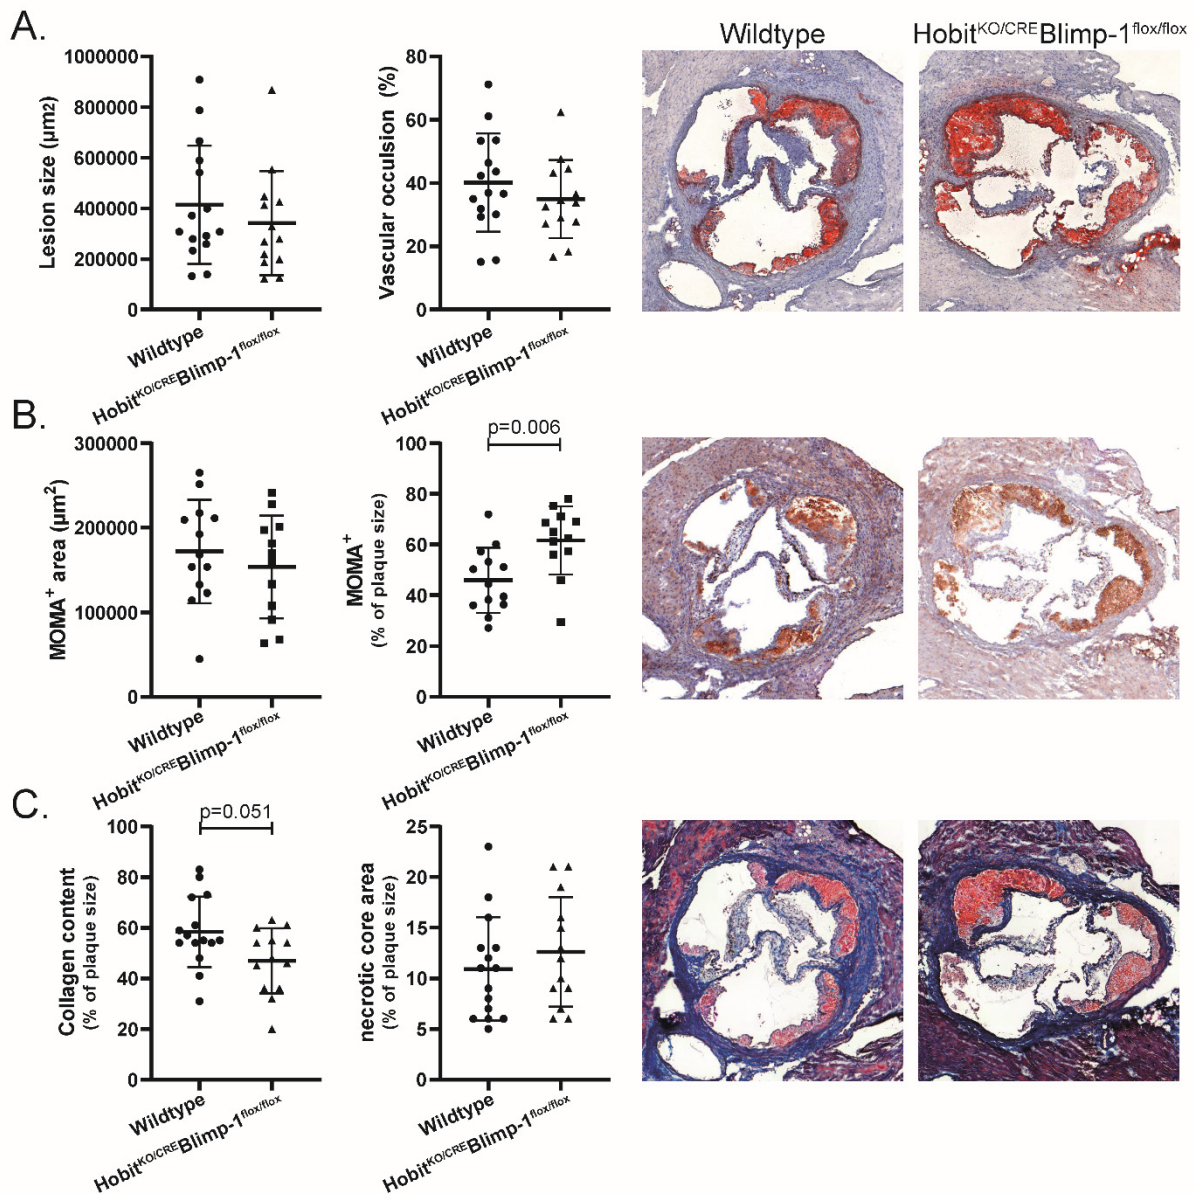 A.
Wildtype
Hobit^KO/CRE Blimp-1^flox/flox
Lesion size (μm2)
1000000
800000
600000
400000
200000
0
Wildtype
Hobit^KO/CRE Blimp-1^flox/flox
Vascular occulsion (%)
80
60
40
20
0
Wildtype
Hobit^KO/CRE Blimp-1^flox/flox
B.
MOMA⁺ area (μm²)
300000
200000
100000
0
Wildtype
Hobit^KO/CRE Blimp-1^flox/flox
p=0.006
MOMA⁺
(% of plaque size)
100
80
60
40
20
0
Wildtype
Hobit^KO/CRE Blimp-1^flox/flox
C.
p=0.051
Collagen content
(% of plaque size)
100
80
60
40
20
0
Wildtype
Hobit^KO/CRE Blimp-1^flox/flox
necrotic core area
(% of plaque size)
25
20
15
10
5
0
Wildtype
Hobit^KO/CRE Blimp-1^flox/flox